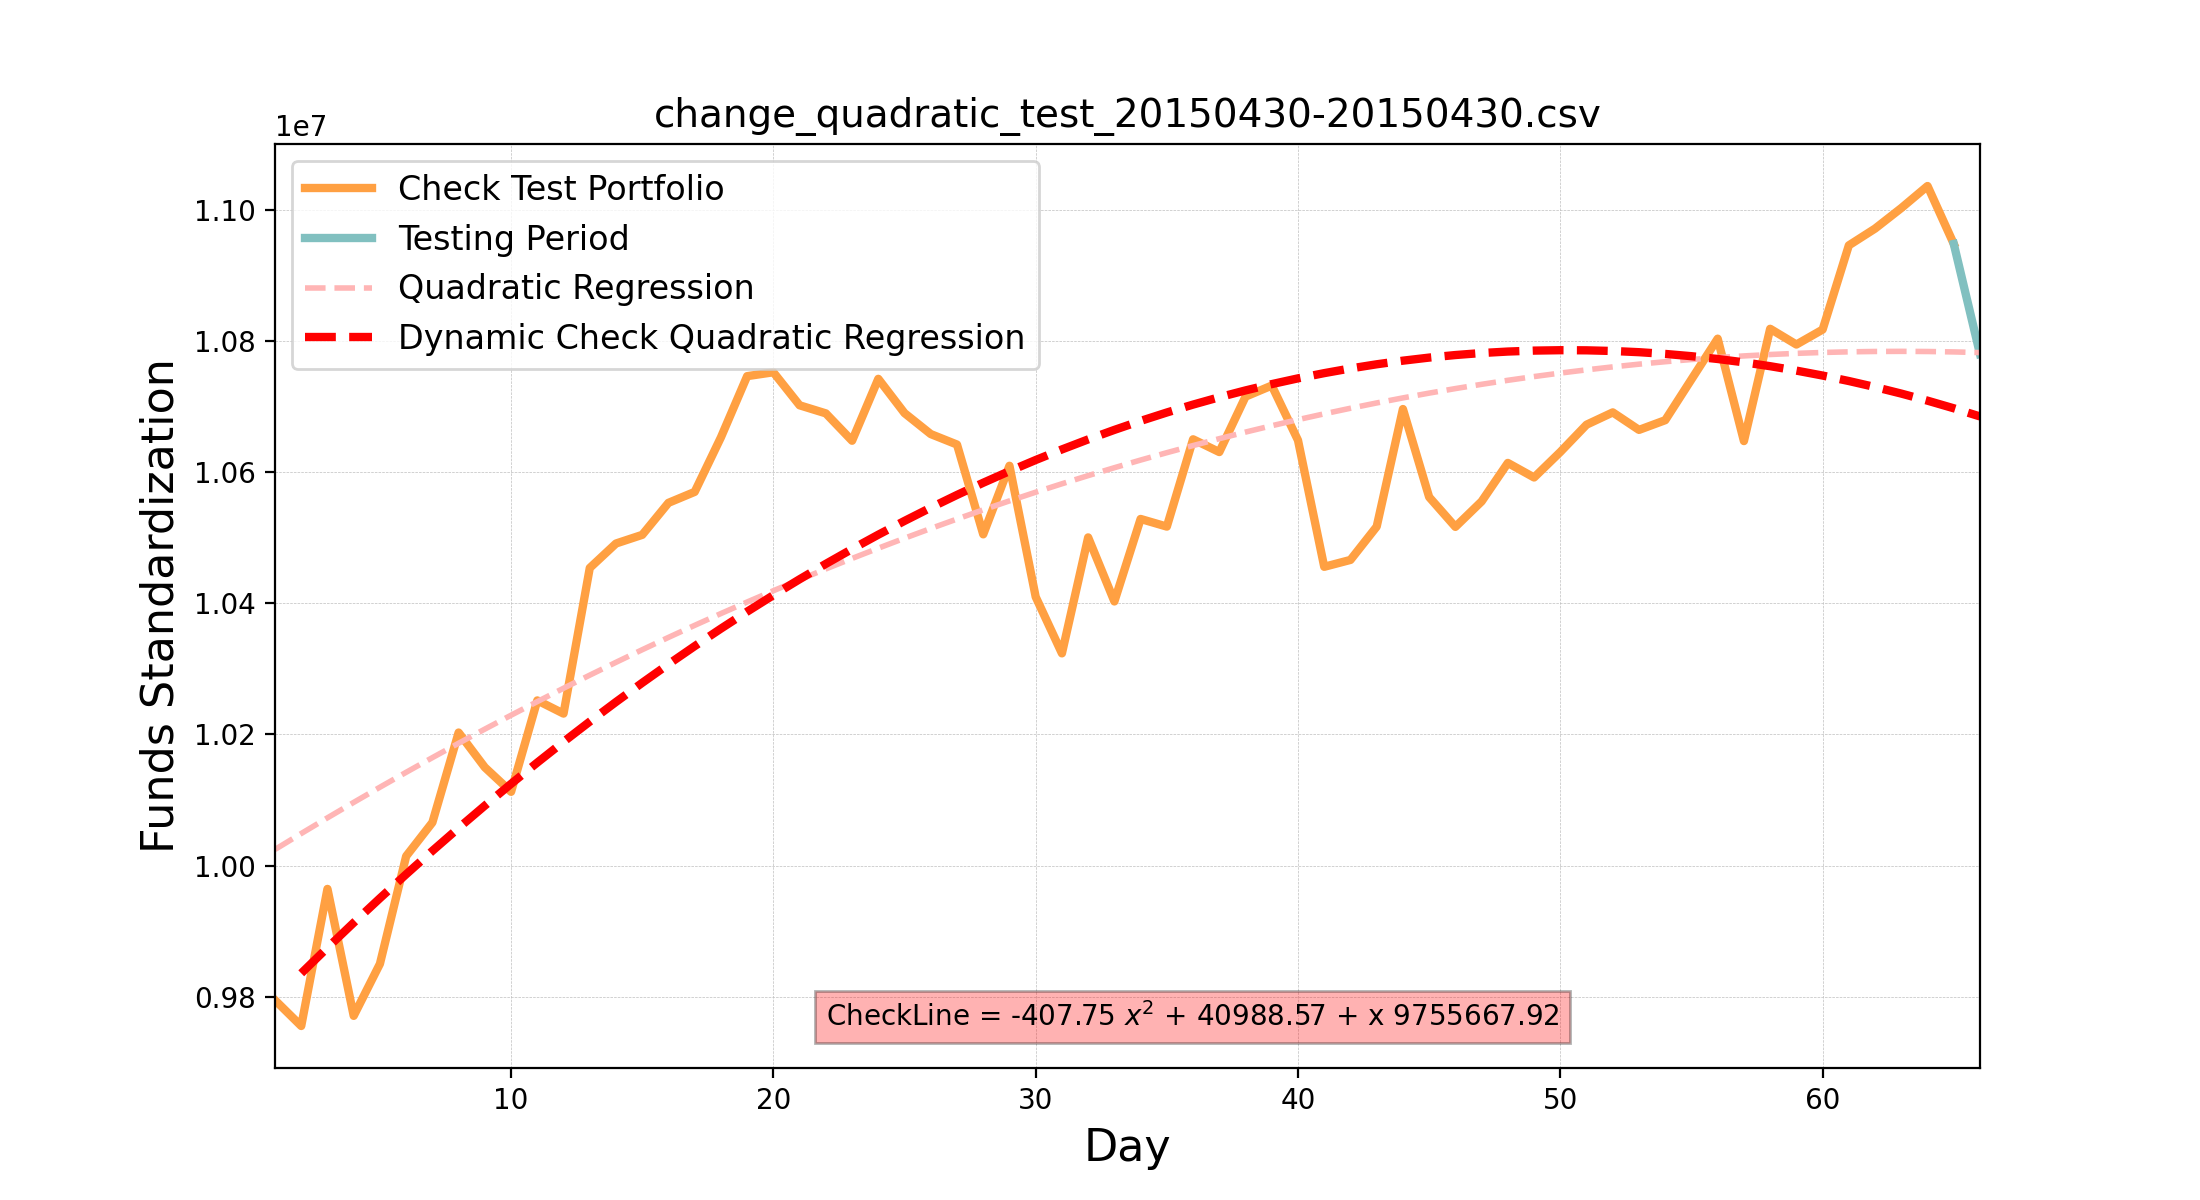 change_quadratic_test_20150430-20150430.csv
1e7
Check Test Portfolio
Testing Period
Quadratic Regression
Dynamic Check Quadratic Regression
1.10
1.08
1.06
1.04
1.02
1.00
0.98
Funds Standardization
CheckLine = -407.75 x² + 40988.57 + x 9755667.92
10 20 30 40 50 60
Day